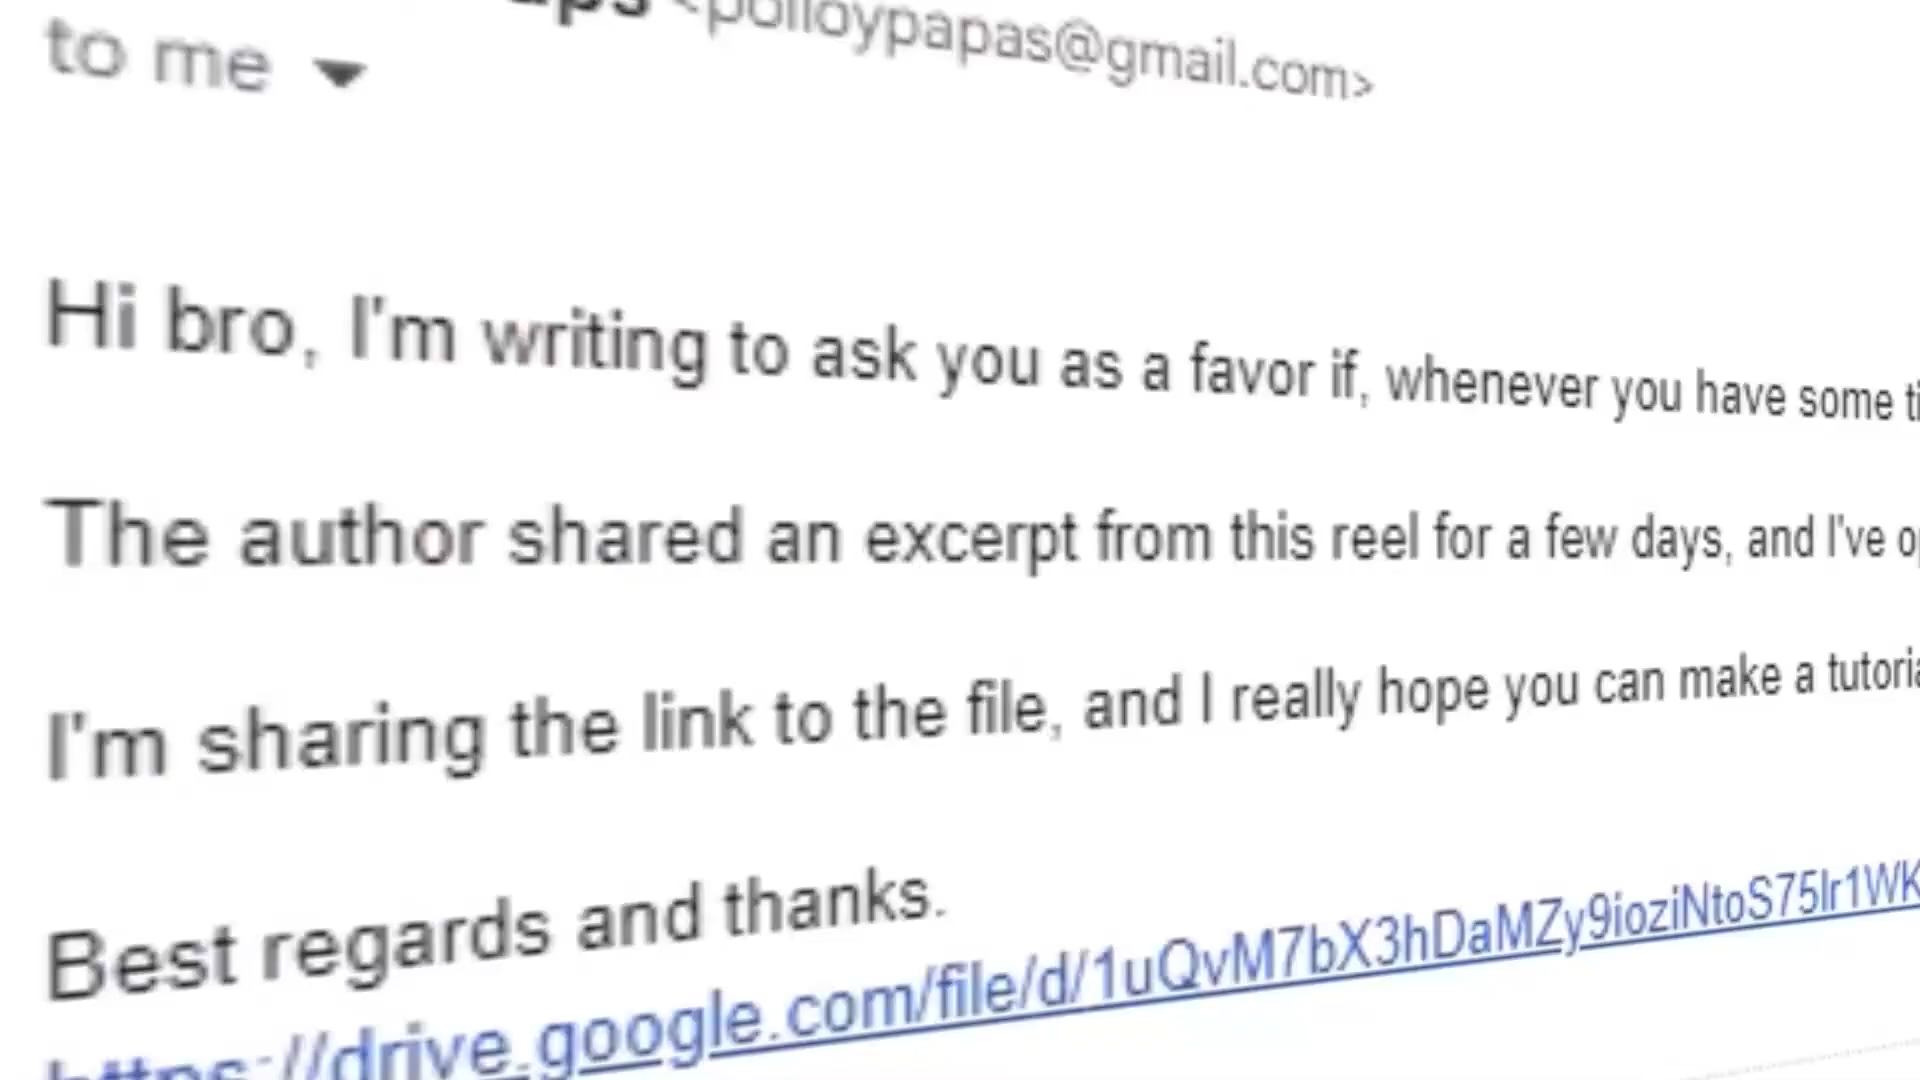 <polloypapas@gmail.com>
to me
Hi bro, I'm writing to ask you as a favor if, whenever you have some
The author shared an excerpt from this reel for a few days, and I've
I'm sharing the link to the file, and I really hope you can make a
Best regards and thanks.
https://drive.google.com/file/d/1uQvM7bX3hDaMZy9ioziNtoS75lr1WK